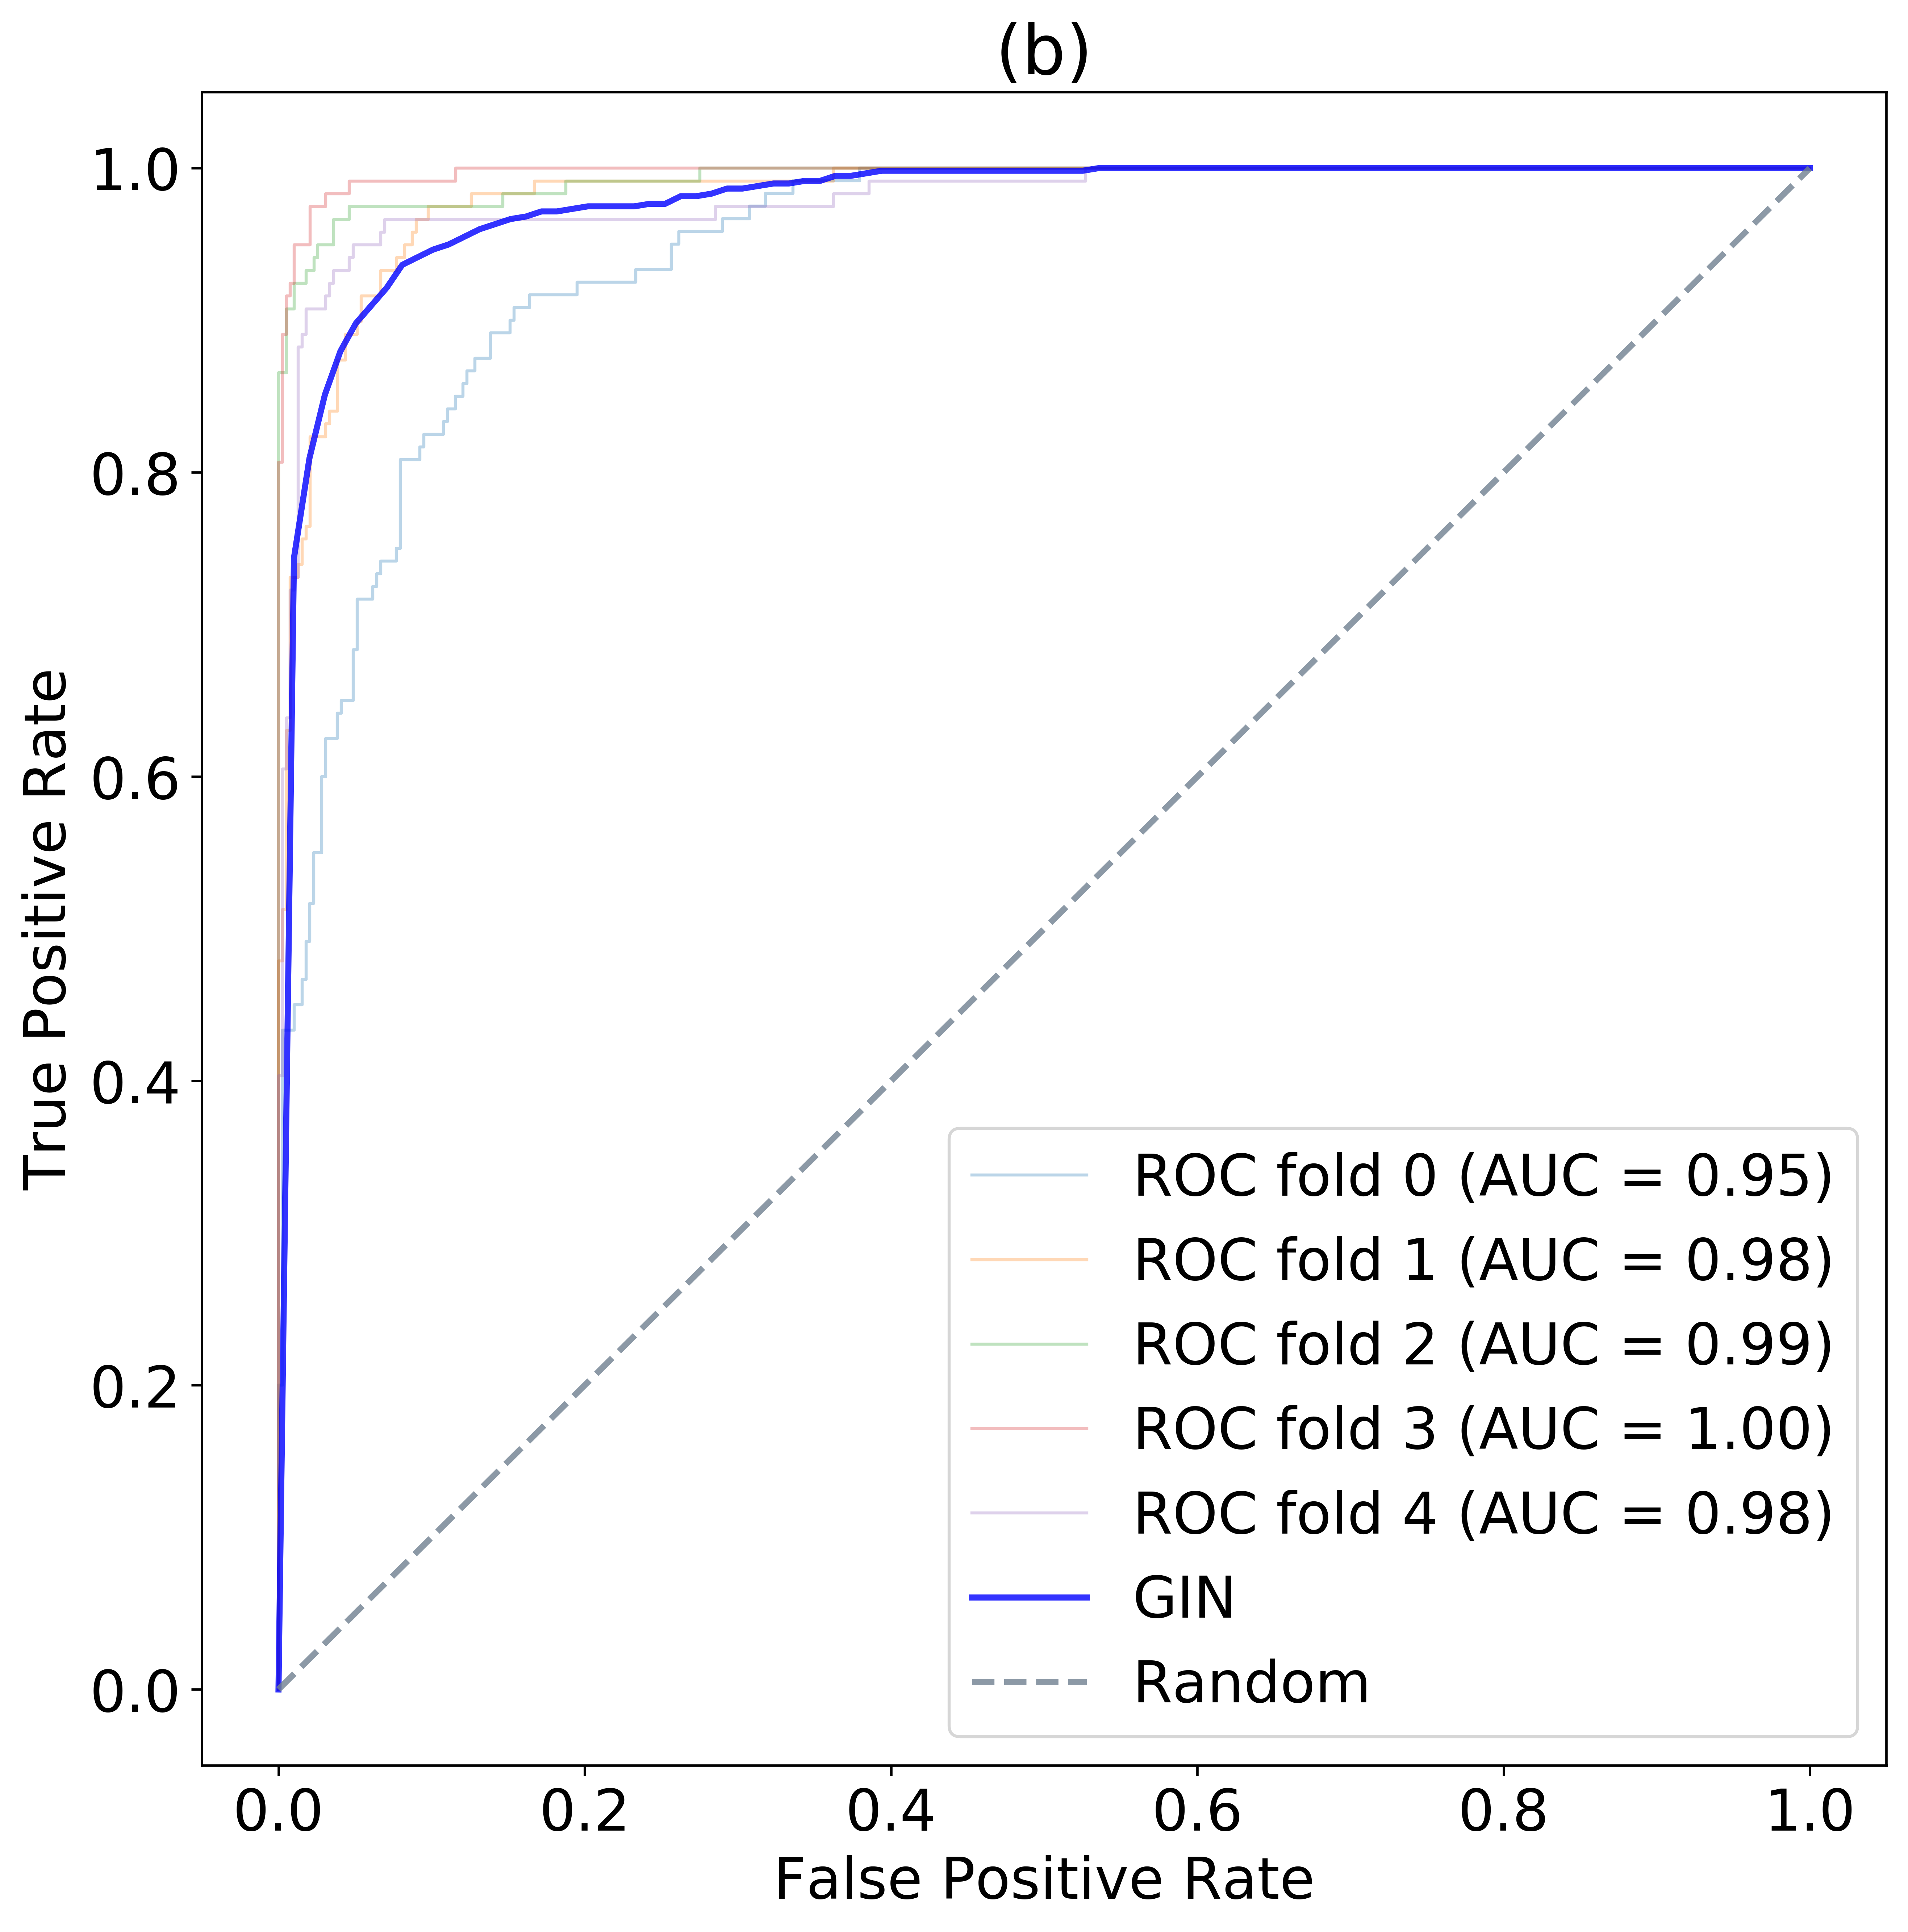 (b)
True Positive Rate
1.0
0.8
0.6
0.4
0.2
0.0
ROC fold 0 (AUC = 0.95)
ROC fold 1 (AUC = 0.98)
ROC fold 2 (AUC = 0.99)
ROC fold 3 (AUC = 1.00)
ROC fold 4 (AUC = 0.98)
GIN
Random
0.0 0.2 0.4 0.6 0.8 1.0
False Positive Rate